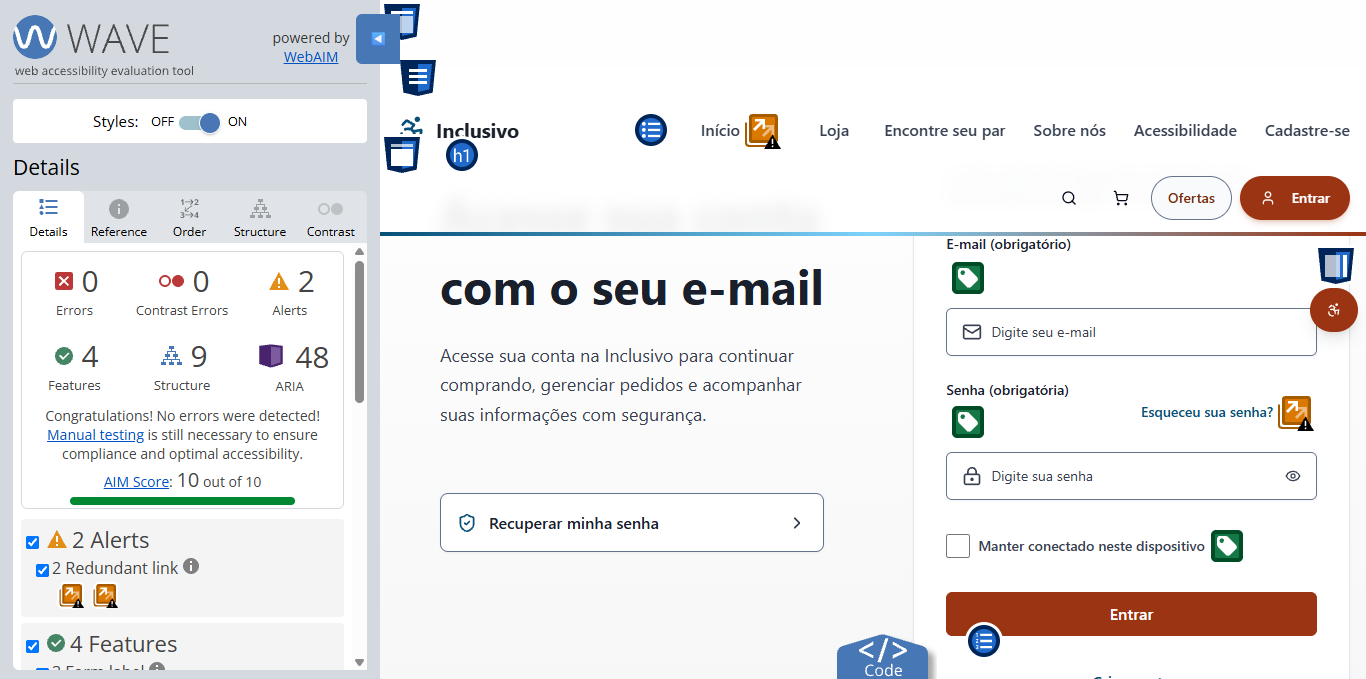 WAVE
web accessibility evaluation tool
powered by
WebAIM
Styles: OFF ON
Details
Details
Reference
Order
Structure
Contrast
0
Errors
0
Contrast Errors
2
Alerts
4
Features
9
Structure
48
ARIA
Congratulations! No errors were detected!
Manual testing is still necessary to ensure
compliance and optimal accessibility.
AIM Score: 10 out of 10
2 Alerts
2 Redundant link
4 Features
3 Form label
Inclusivo
h1
Início
Loja
Encontre seu par
Sobre nós
Acessibilidade
Cadastre-se
Ofertas
Entrar
com o seu e-mail
Acesse sua conta na Inclusivo para continuar
comprando, gerenciar pedidos e acompanhar
suas informações com segurança.
Recuperar minha senha
E-mail (obrigatório)
Digite seu e-mail
Senha (obrigatória)
Esqueceu sua senha?
Digite sua senha
Manter conectado neste dispositivo
Entrar
</>
Code